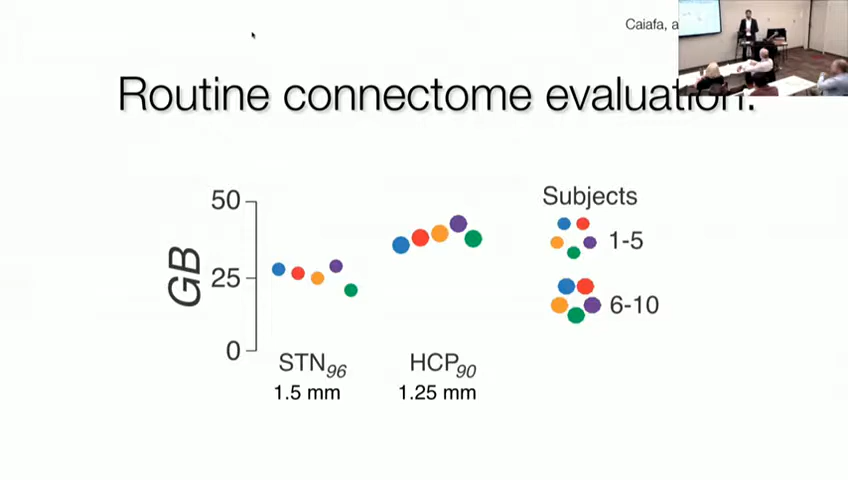 Caiafa, a
Routine connectome evaluation.
50
25
0
GB
STN96
1.5 mm
HCP90
1.25 mm
Subjects
1-5
6-10